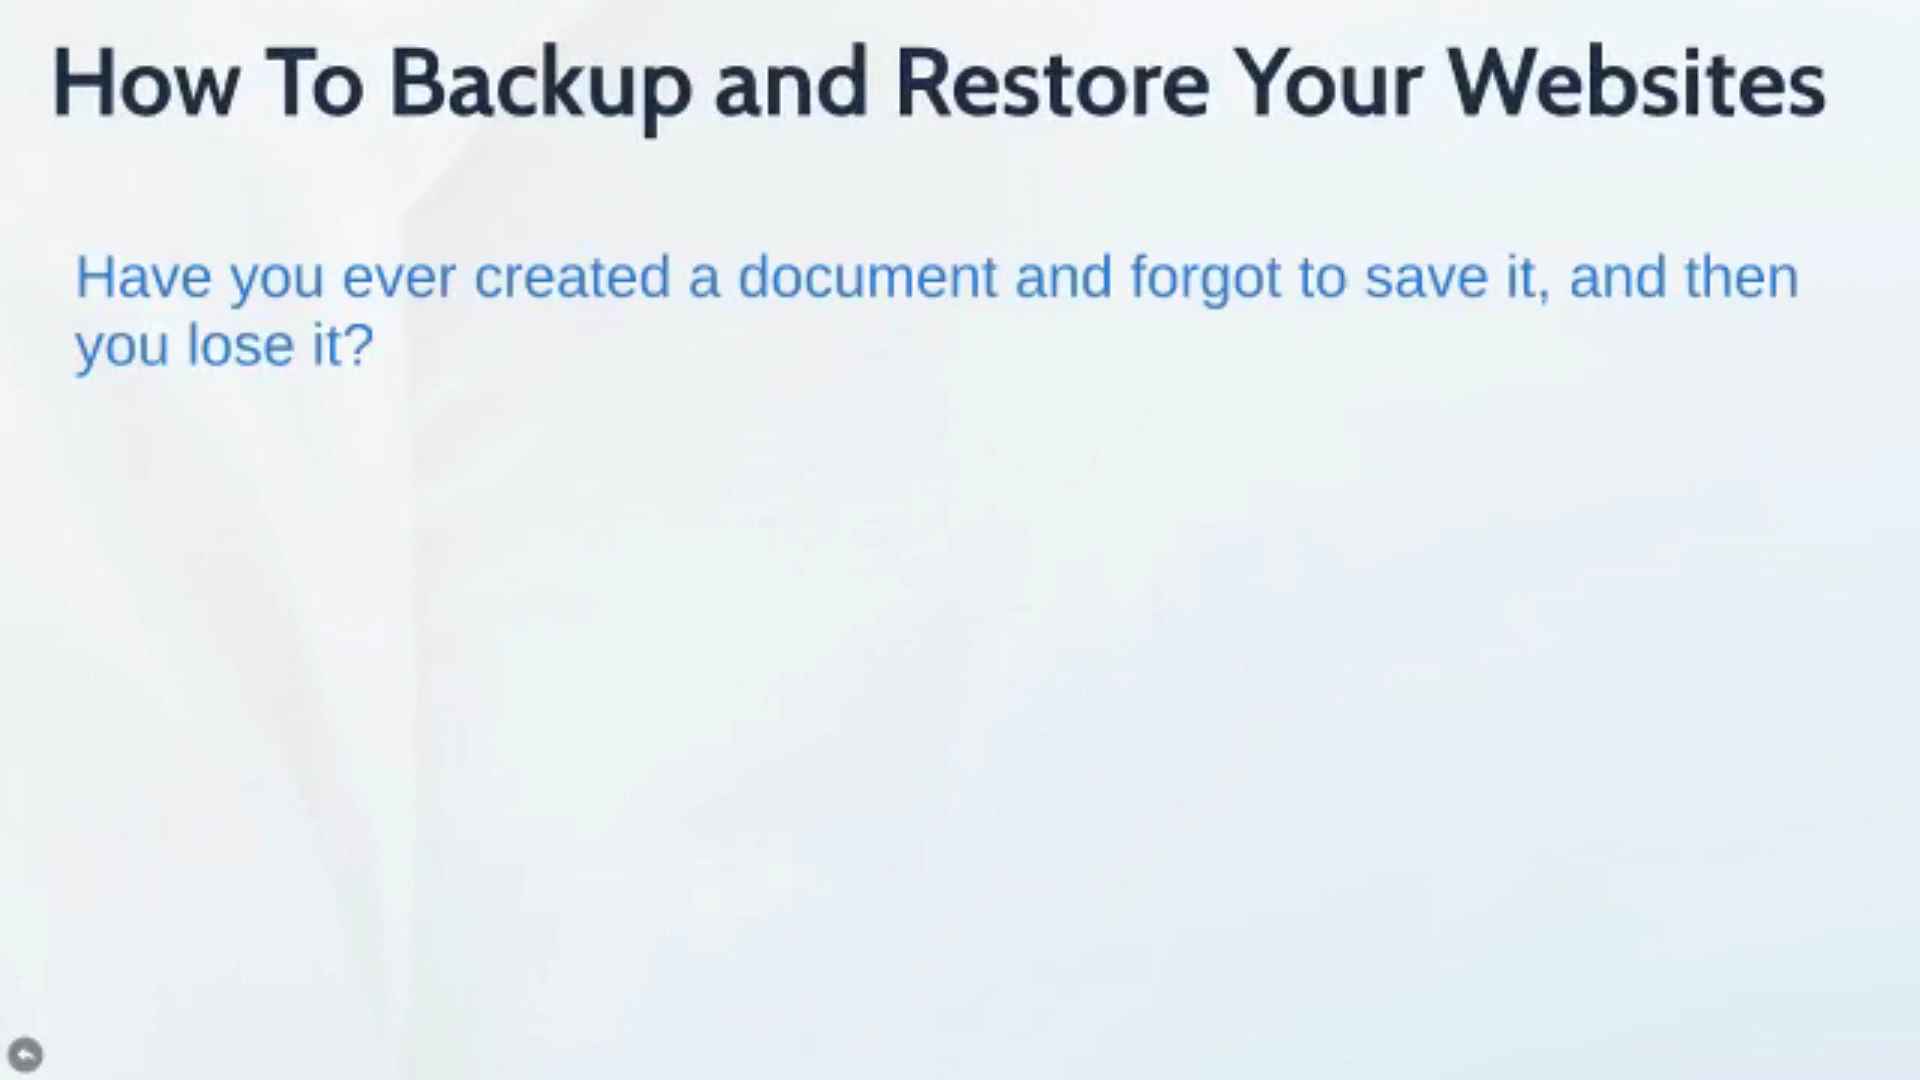 How To Backup and Restore Your Websites
Have you ever created a document and forgot to save it, and then
you lose it?